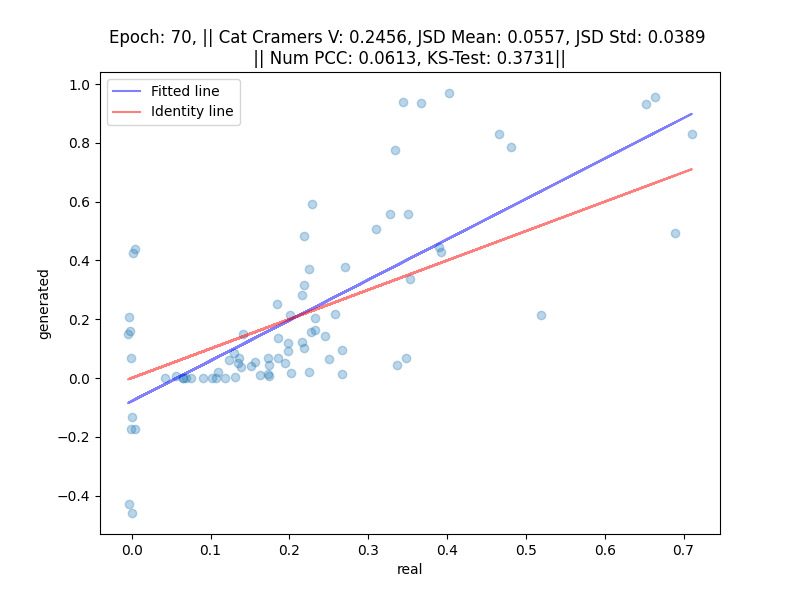 Epoch: 70, || Cat Cramers V: 0.2456, JSD Mean: 0.0557, JSD Std: 0.0389
|| Num PCC: 0.0613, KS-Test: 0.3731||
Fitted line
Identity line
1.0
0.8
0.6
0.4
0.2
0.0
−0.2
−0.4
generated
0.0 0.1 0.2 0.3 0.4 0.5 0.6 0.7
real